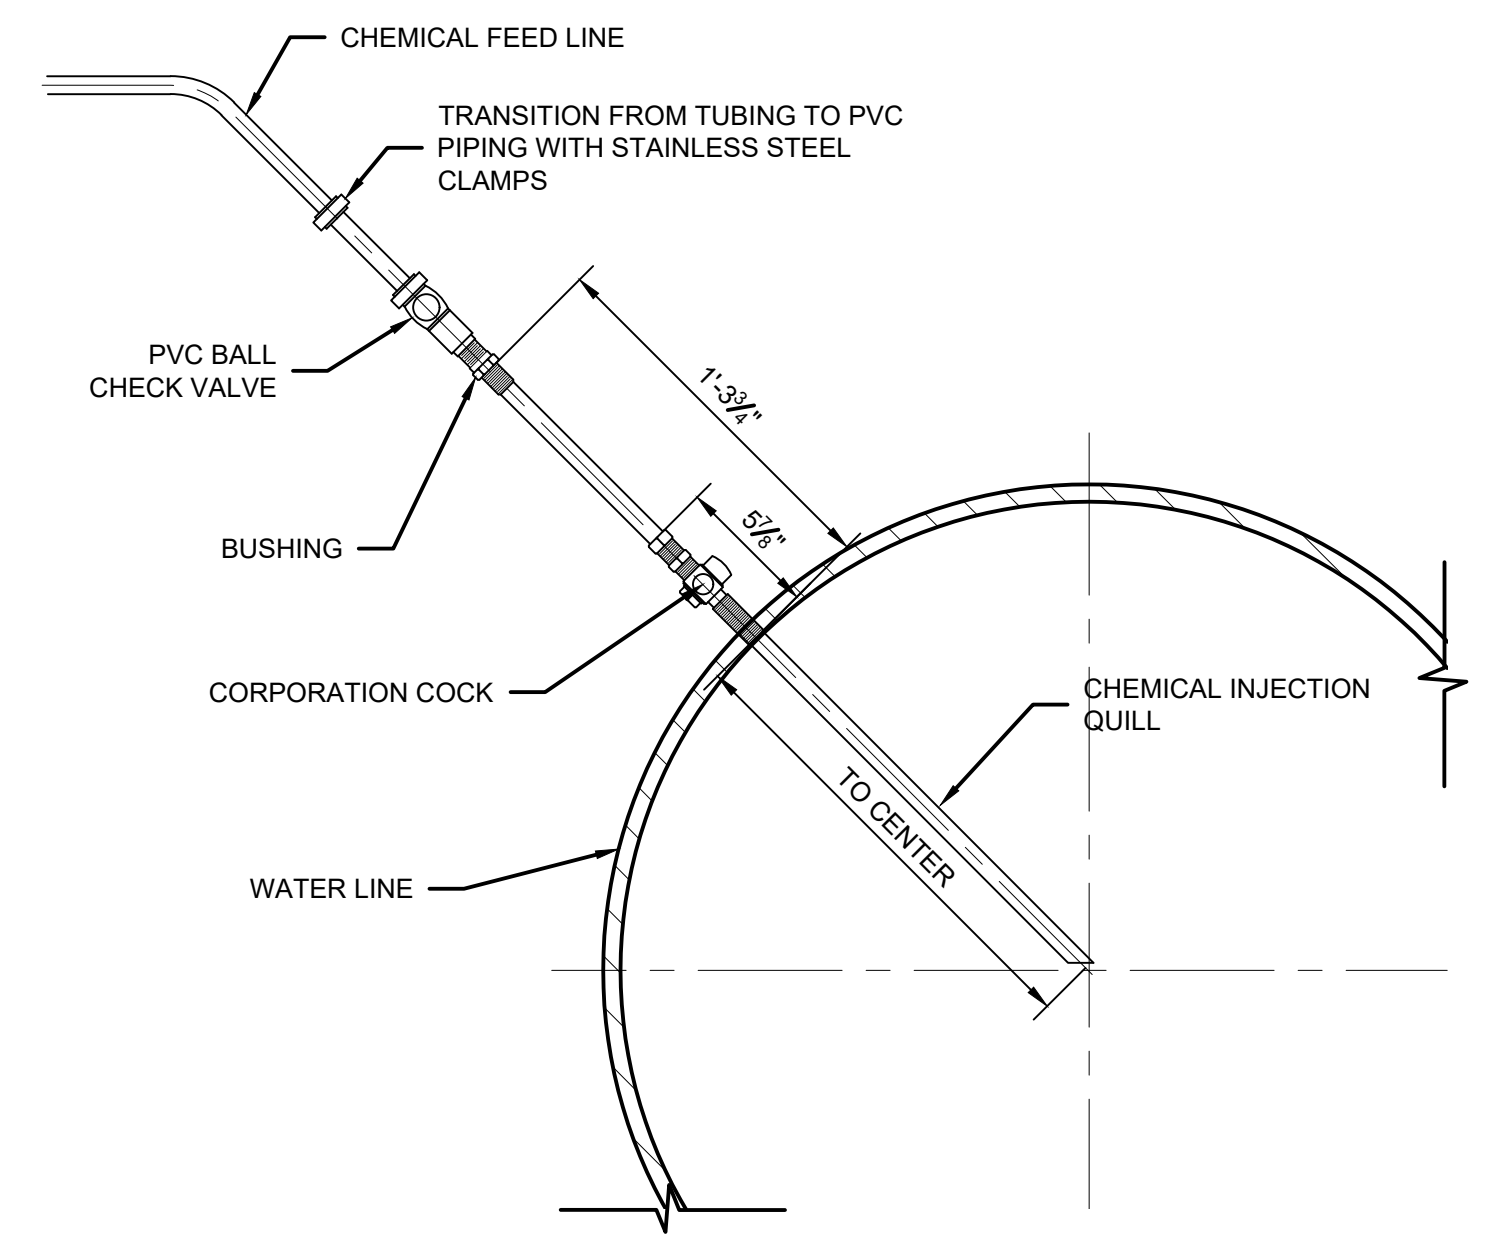 CHEMICAL FEED LINE
TRANSITION FROM TUBING TO PVC
PIPING WITH STAINLESS STEEL
CLAMPS
PVC BALL
CHECK VALVE
1'-3¾"
5⅞"
BUSHING
CORPORATION COCK
CHEMICAL INJECTION
QUILL
TO CENTER
WATER LINE